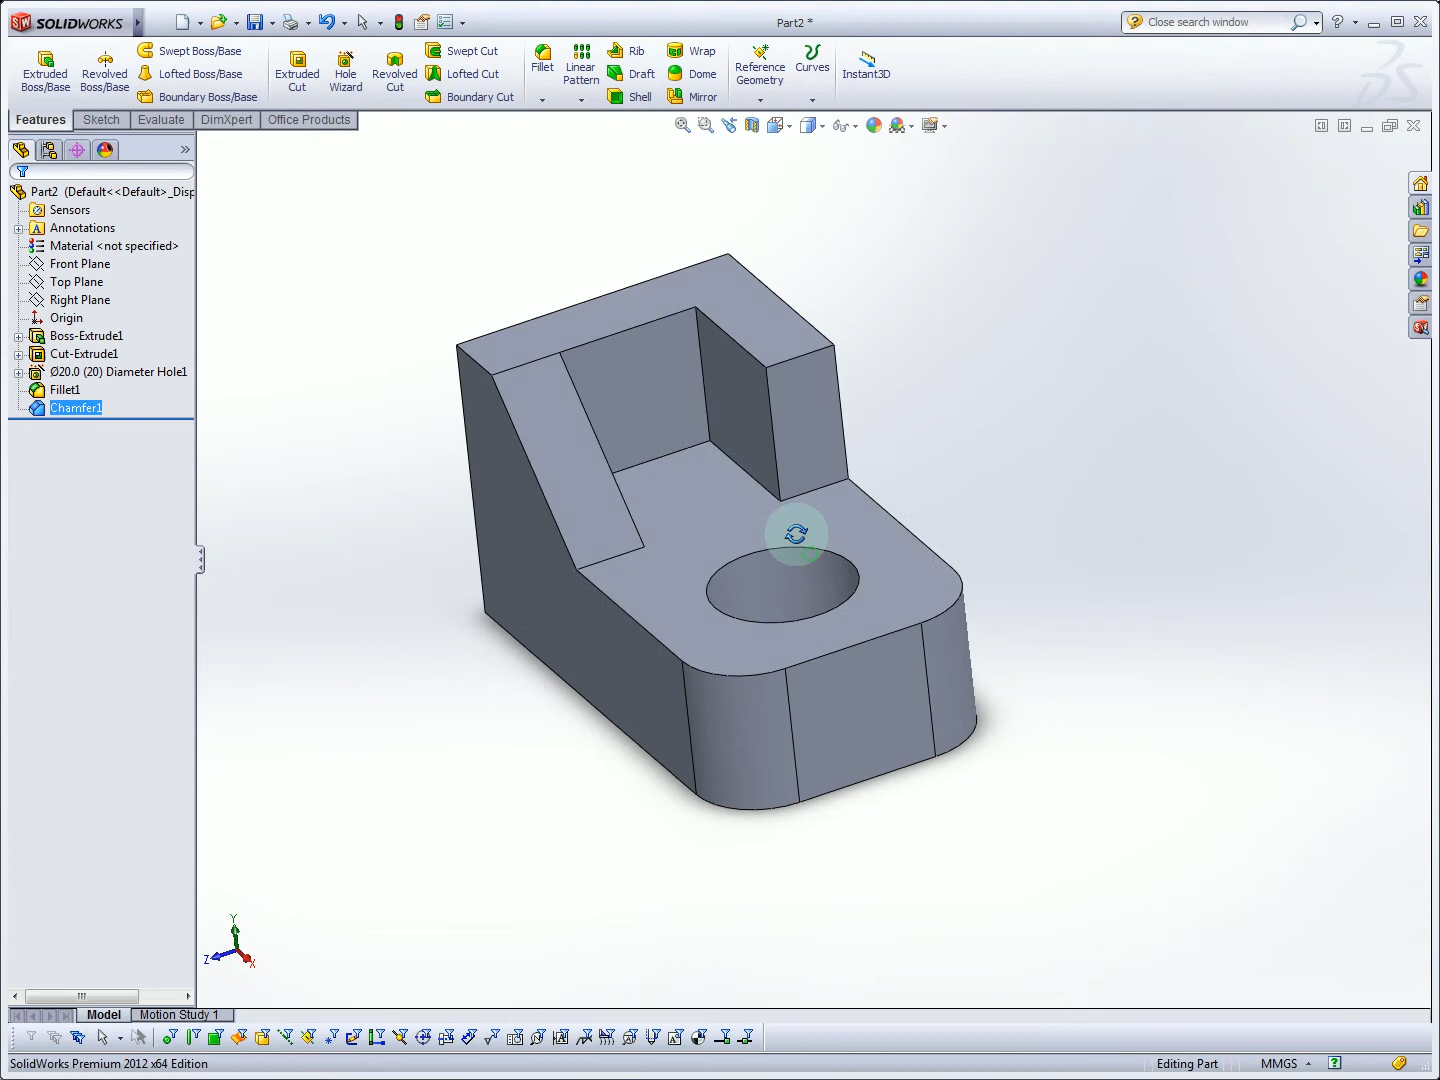 SOLIDWORKS
Part2 *
Close search window
Extruded Boss/Base
Revolved Boss/Base
Swept Boss/Base
Lofted Boss/Base
Boundary Boss/Base
Extruded Cut
Hole Wizard
Revolved Cut
Swept Cut
Lofted Cut
Boundary Cut
Fillet
Linear Pattern
Rib
Draft
Shell
Wrap
Dome
Mirror
Reference Geometry
Curves
Instant3D
Features
Sketch
Evaluate
DimXpert
Office Products
Part2 (Default<<Default>_Disp
Sensors
Annotations
Material <not specified>
Front Plane
Top Plane
Right Plane
Origin
Boss-Extrude1
Cut-Extrude1
Ø20.0 (20) Diameter Hole1
Fillet1
Chamfer1
Y
Z
X
Model
Motion Study 1
SolidWorks Premium 2012 x64 Edition
Editing Part
MMGS